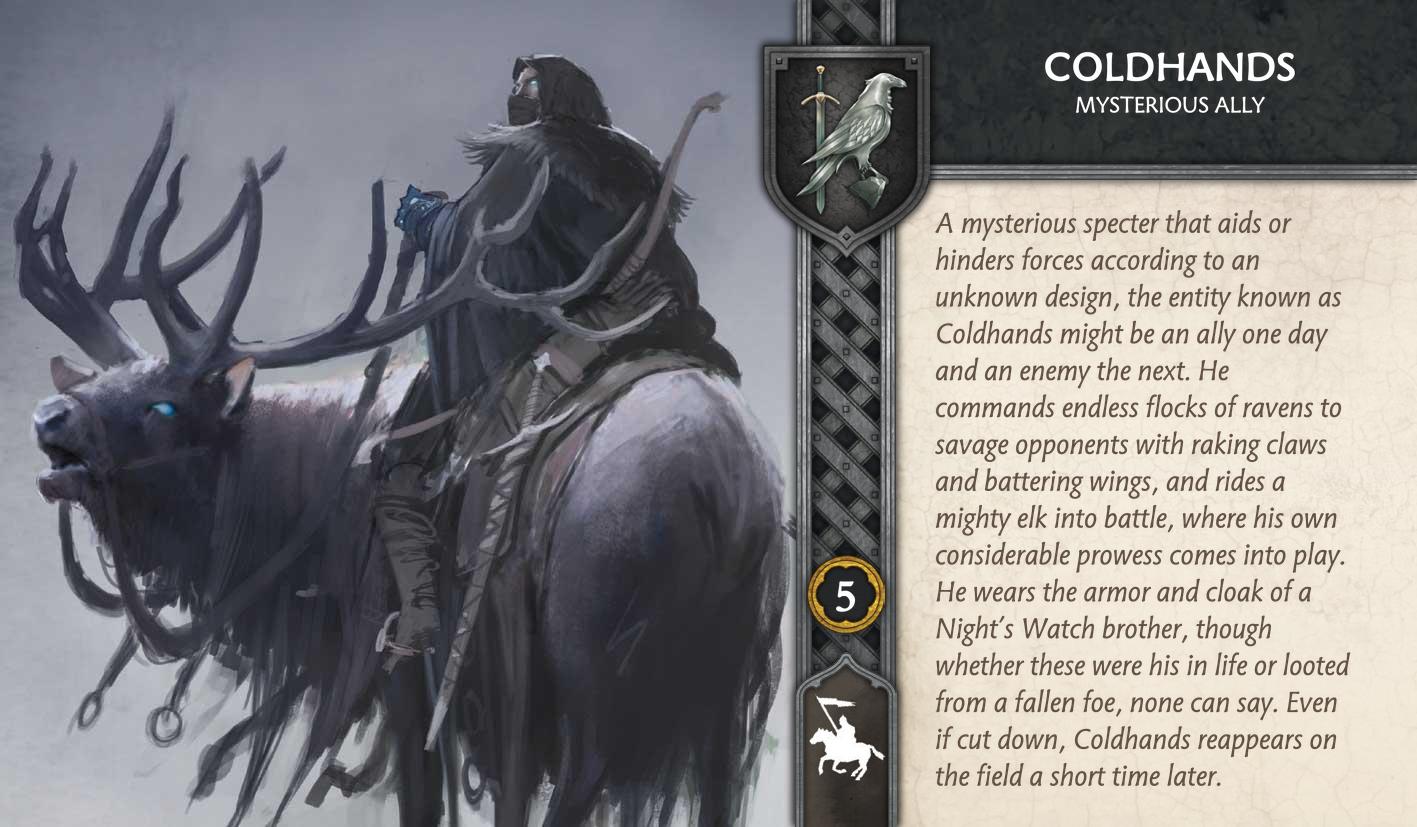 COLDHANDS
MYSTERIOUS ALLY
A mysterious specter that aids or
hinders forces according to an
unknown design, the entity known as
Coldhands might be an ally one day
and an enemy the next. He
commands endless flocks of ravens to
savage opponents with raking claws
and battering wings, and rides a
mighty elk into battle, where his own
considerable prowess comes into play.
He wears the armor and cloak of a
Night's Watch brother, though
whether these were his in life or looted
from a fallen foe, none can say. Even
if cut down, Coldhands reappears on
the field a short time later.
5